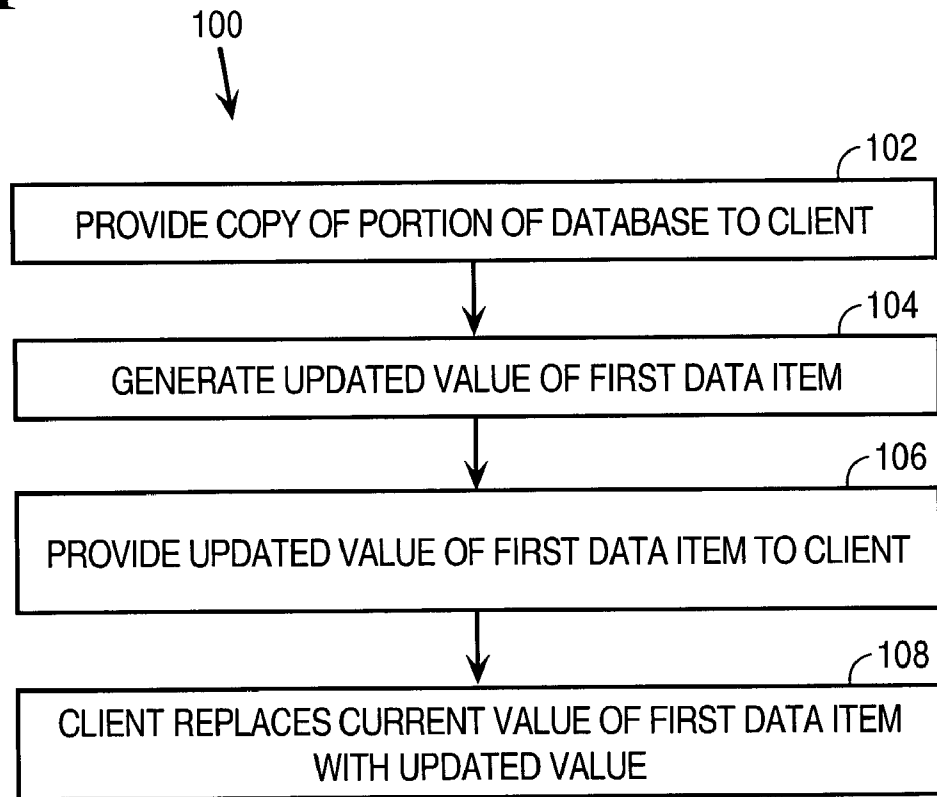 100
102
PROVIDE COPY OF PORTION OF DATABASE TO CLIENT
104
GENERATE UPDATED VALUE OF FIRST DATA ITEM
106
PROVIDE UPDATED VALUE OF FIRST DATA ITEM TO CLIENT
108
CLIENT REPLACES CURRENT VALUE OF FIRST DATA ITEM
WITH UPDATED VALUE